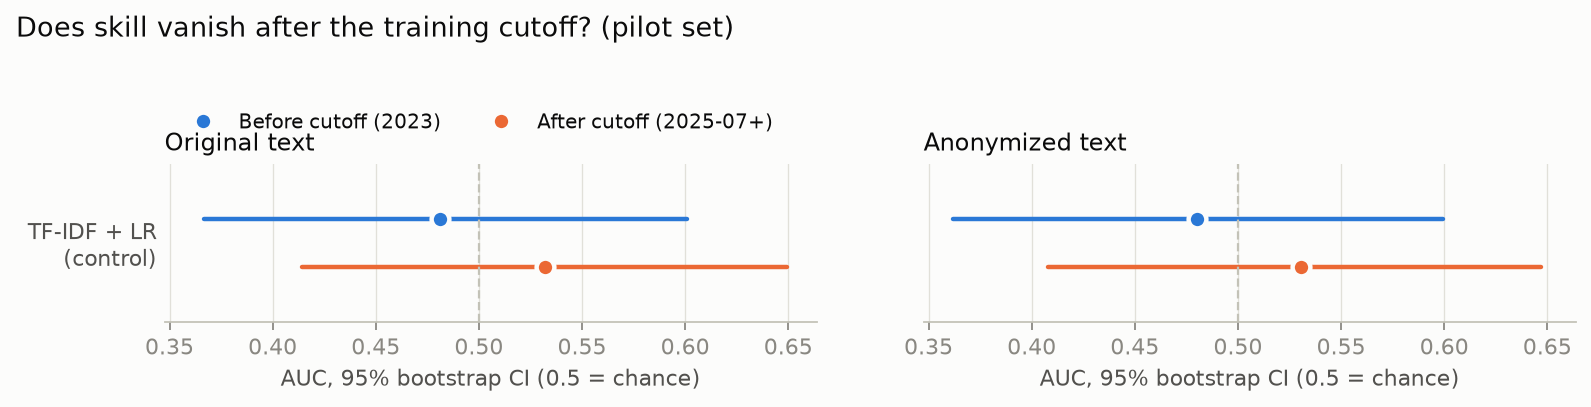 Does skill vanish after the training cutoff? (pilot set)
Before cutoff (2023)
After cutoff (2025-07+)
Original text
Anonymized text
TF-IDF + LR
(control)
0.35 0.40 0.45 0.50 0.55 0.60 0.65
0.35 0.40 0.45 0.50 0.55 0.60 0.65
AUC, 95% bootstrap CI (0.5 = chance)
AUC, 95% bootstrap CI (0.5 = chance)